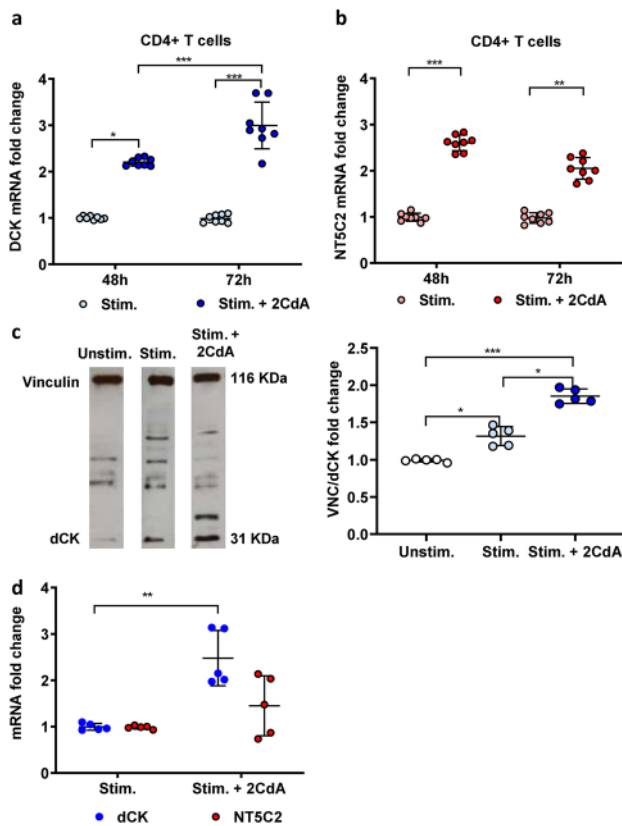 a
CD4+ T cells
***
***
*
DCK mRNA fold change
4
3
2
1
0
48h
72h
Stim.
Stim. + 2CdA
b
CD4+ T cells
***
**
NT5C2 mRNA fold change
4
3
2
1
0
48h
72h
Stim.
Stim. + 2CdA
c
Unstim.
Stim.
Stim. +
2CdA
Vinculin
116 KDa
dCK
31 KDa
***
*
*
VNC/dCK fold change
2.5
2.0
1.5
1.0
0.5
0.0
Unstim.
Stim.
Stim. + 2CdA
d
**
mRNA fold change
4
3
2
1
0
Stim.
Stim. + 2CdA
dCK
NT5C2